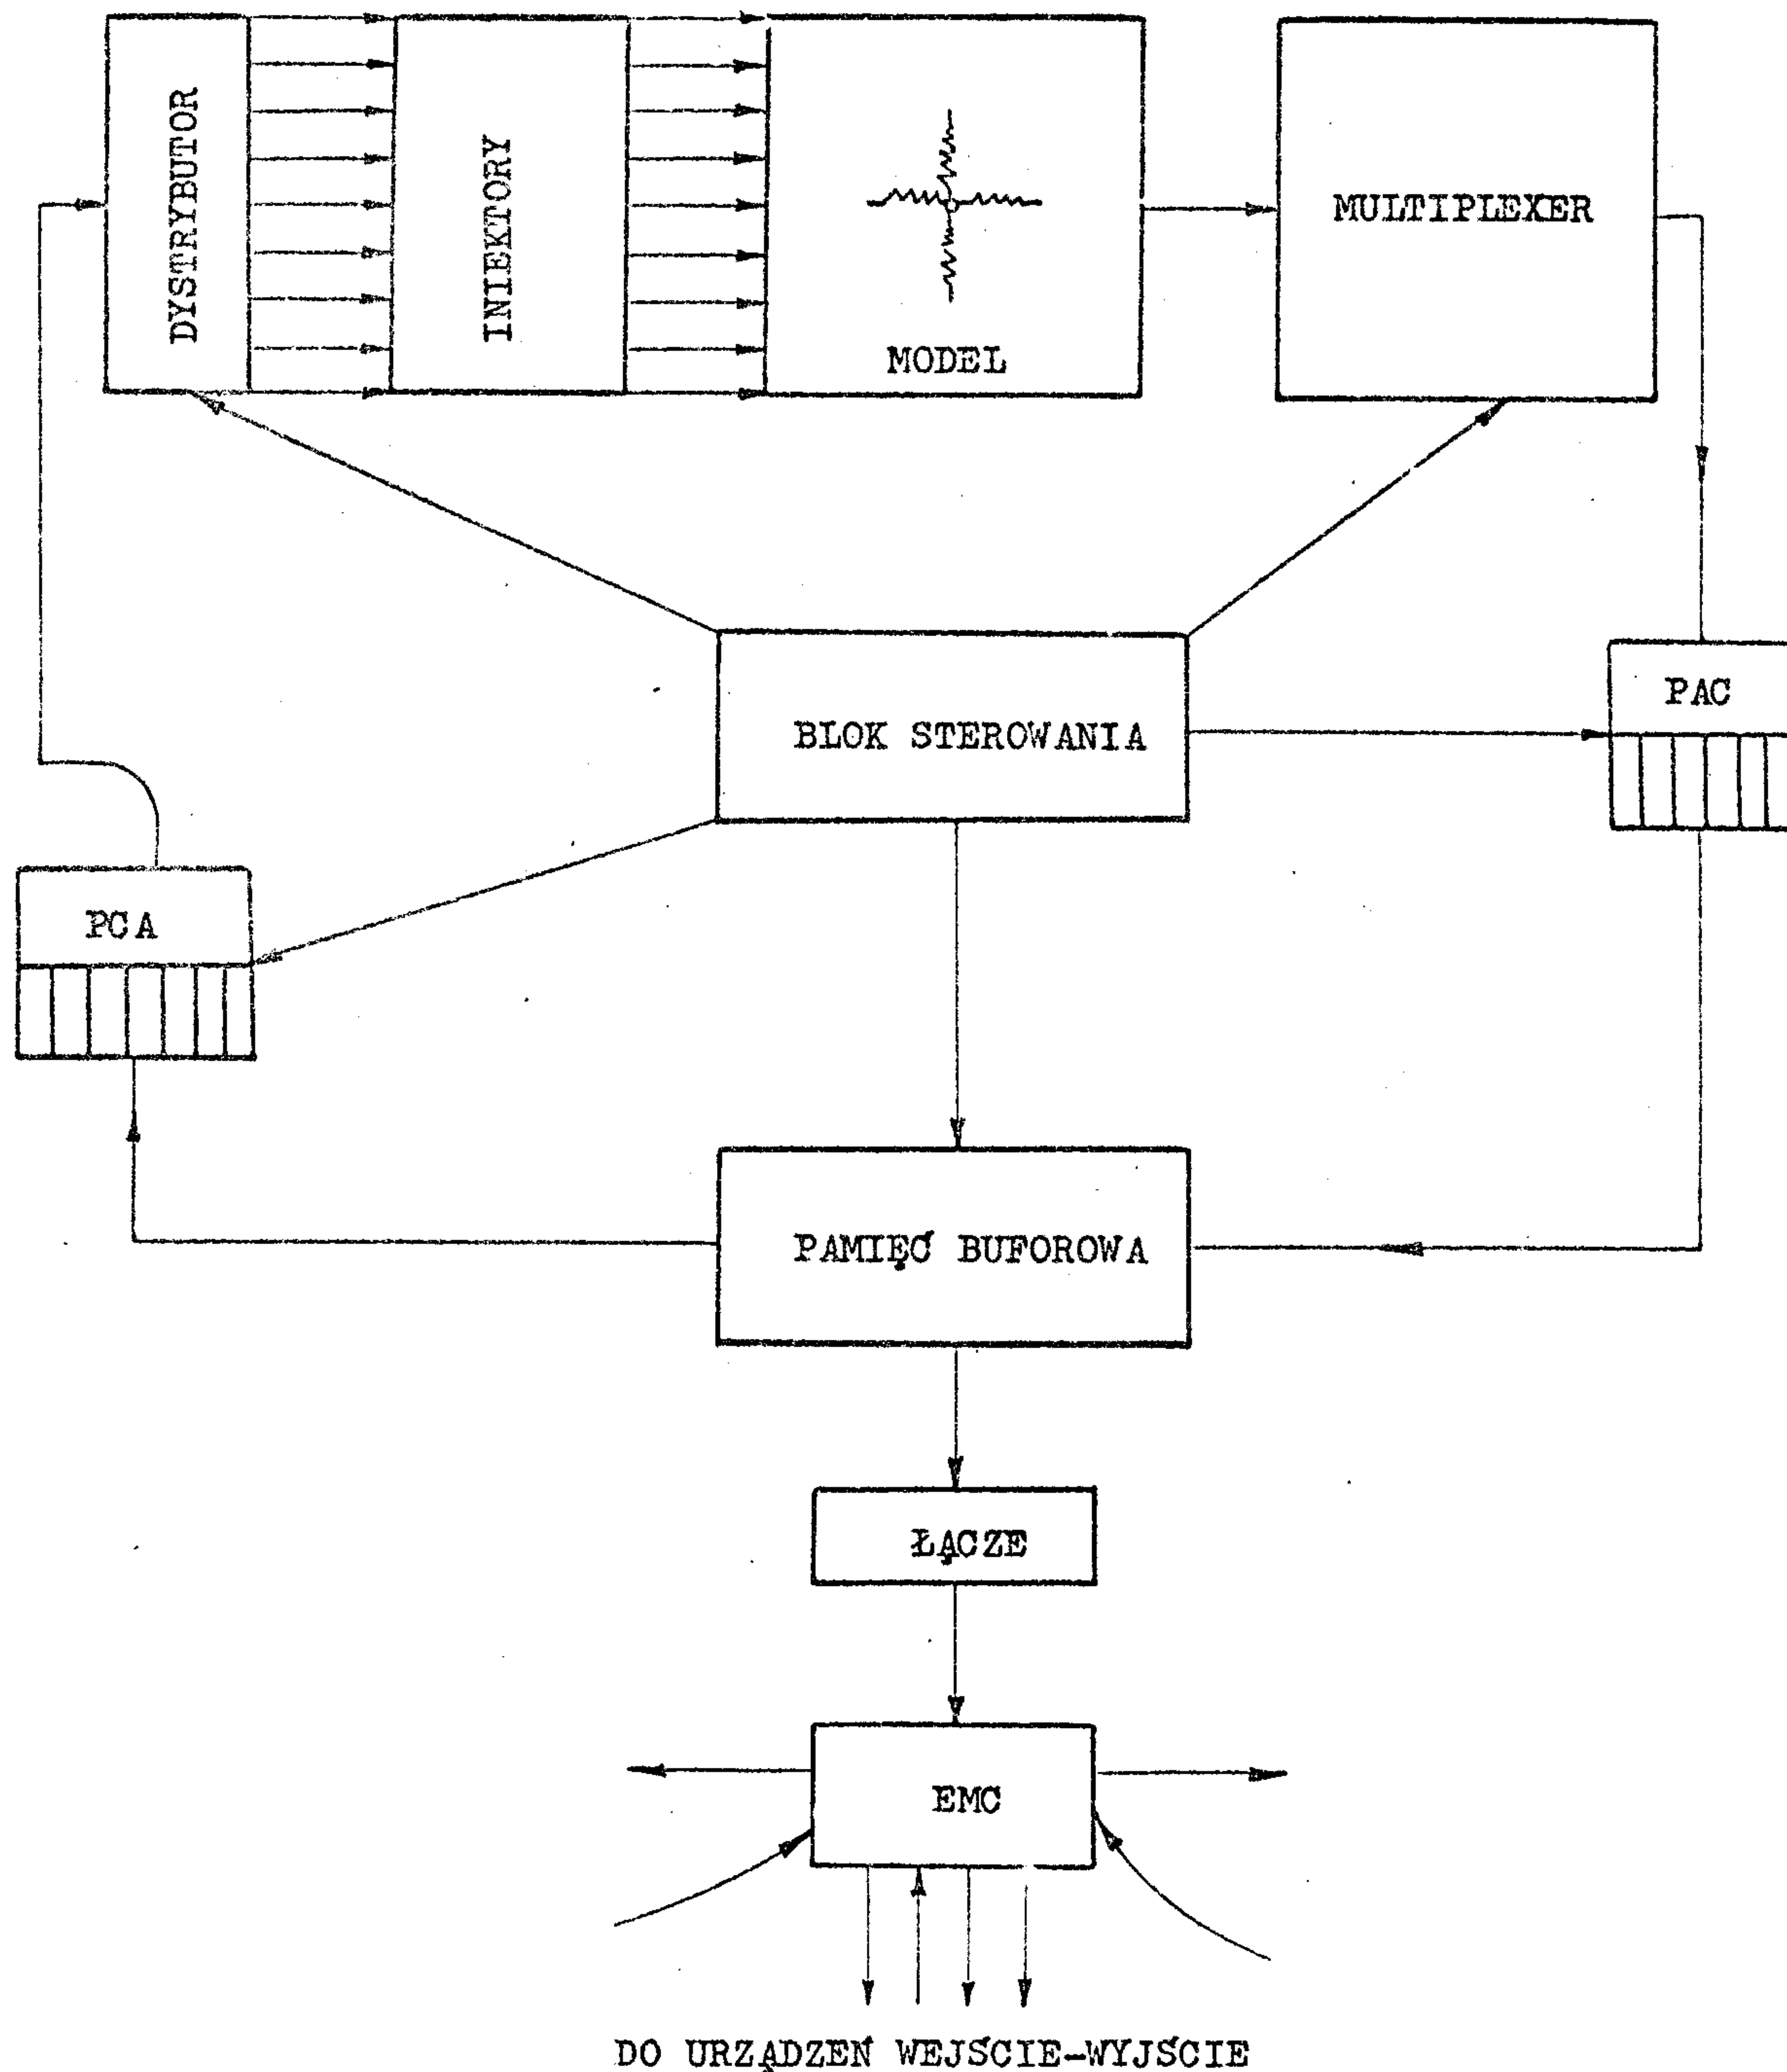 DYSTRYBUTOR
INIEKTORY
MODEL
MULTIPLEXER
BLOK STEROWANIA
PAC
PCA
PAMIĘĆ BUFOROWA
ŁĄCZE
EMC
DO URZĄDZEŃ WEJŚCIE-WYJŚCIE